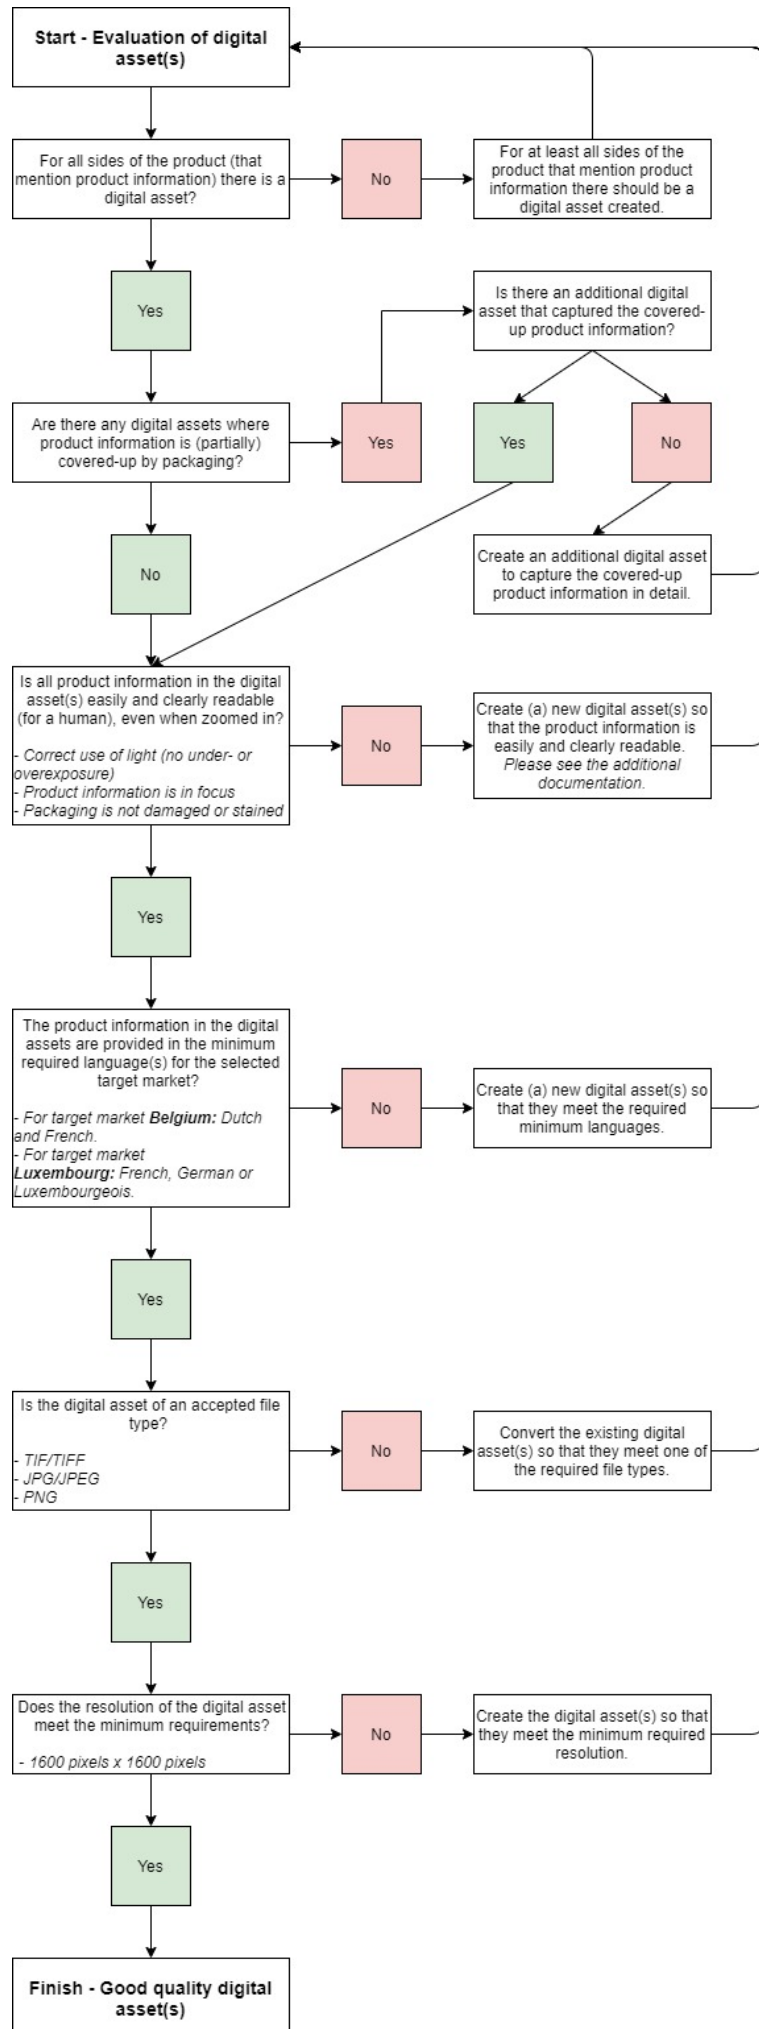 Start - Evaluation of digital
asset(s)
For all sides of the product (that
mention product information) there is a
digital asset?
No
For at least all sides of the
product that mention product
information there should be a
digital asset created.
Yes
Is there an additional digital
asset that captured the covered-
up product information?
Are there any digital assets where
product information is (partially)
covered-up by packaging?
Yes
Yes
No
No
Create an additional digital asset
to capture the covered-up
product information in detail.
Is all product information in the digital
asset(s) easily and clearly readable
(for a human), even when zoomed in?
- Correct use of light (no under- or
overexposure)
- Product information is in focus
- Packaging is not damaged or stained
No
Create (a) new digital asset(s) so
that the product information is
easily and clearly readable.
Please see the additional
documentation.
Yes
The product information in the digital
assets are provided in the minimum
required language(s) for the selected
target market?
- For target market Belgium: Dutch
and French.
- For target market
Luxembourg: French, German or
Luxembourgeois.
No
Create (a) new digital asset(s) so
that they meet the required
minimum languages.
Yes
Is the digital asset of an accepted file
type?
- TIF/TIFF
- JPG/JPEG
- PNG
No
Convert the existing digital
asset(s) so that they meet one of
the required file types.
Yes
Does the resolution of the digital asset
meet the minimum requirements?
- 1600 pixels x 1600 pixels
No
Create the digital asset(s) so that
they meet the minimum required
resolution.
Yes
Finish - Good quality digital
asset(s)